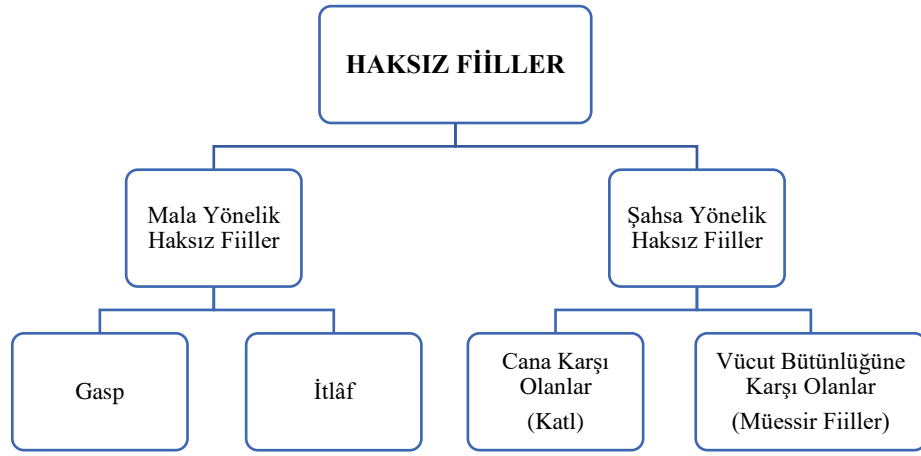 HAKSIZ FİİLLER
Mala Yönelik
Haksız Fiiller
Şahsa Yönelik
Haksız Fiiller
Gasp
İtlâf
Cana Karşı
Olanlar
(Katl)
Vücut Bütünlüğüne
Karşı Olanlar
(Müessir Fiiller)